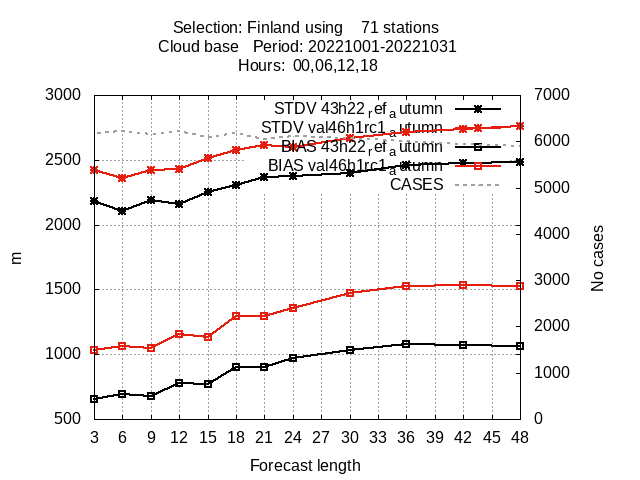 Selection: Finland using    71 stations
Cloud base   Period: 20221001-20221031
Hours: 00,06,12,18
3000
2500
2000
1500
1000
500
m
7000
6000
5000
4000
3000
2000
1000
0
No cases
STDV 43h22_ref_autumn
STDV val46h1rc1_autumn
BIAS 43h22_ref_autumn
BIAS val46h1rc1_autumn
CASES
3 6 9 12 15 18 21 24 27 30 33 36 39 42 45 48
Forecast length